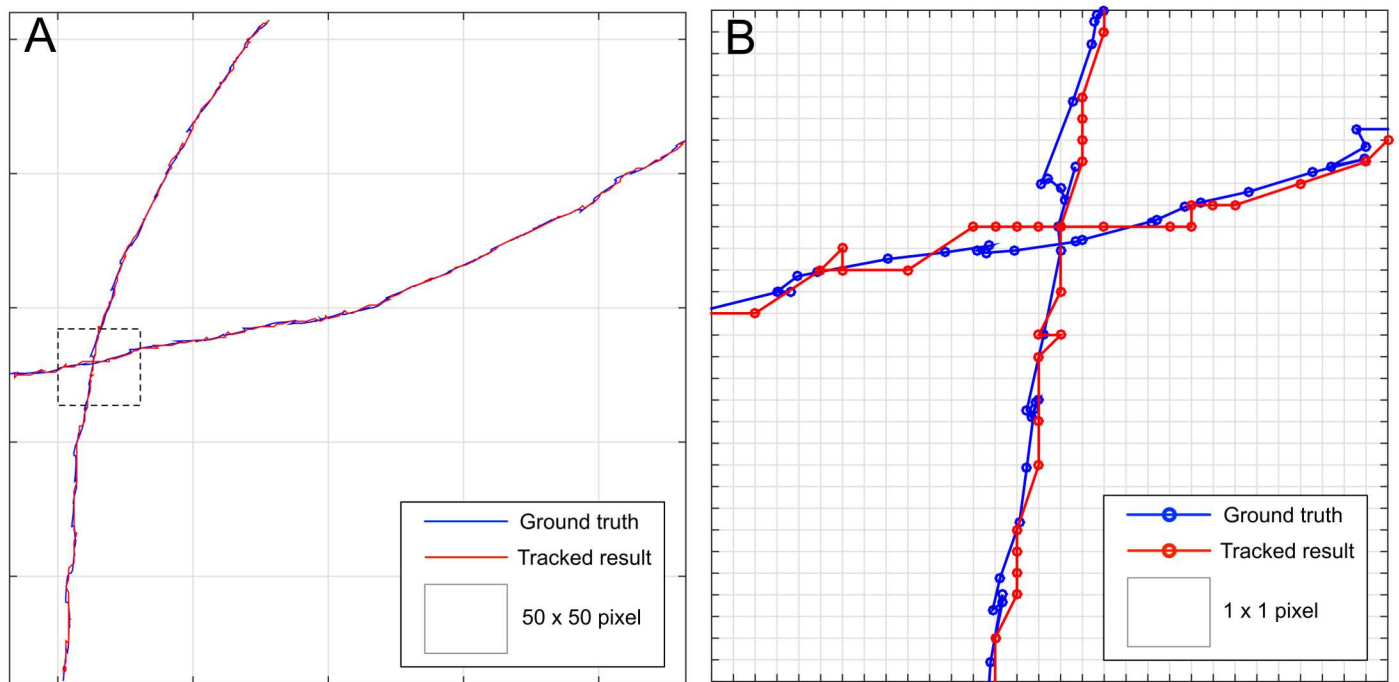 A
Ground truth
Tracked result
50 x 50 pixel
B
Ground truth
Tracked result
1 x 1 pixel